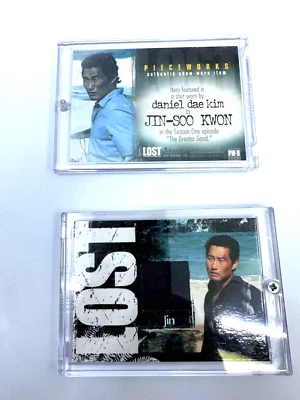 PIECEWORKS
authentic show-worn item
Item featured is
a shirt worn by
daniel dae kim
as
JIN-SOO KWON
in the Season One episode
"The Greater Good."
LOST
PW-8
LOST
Jin